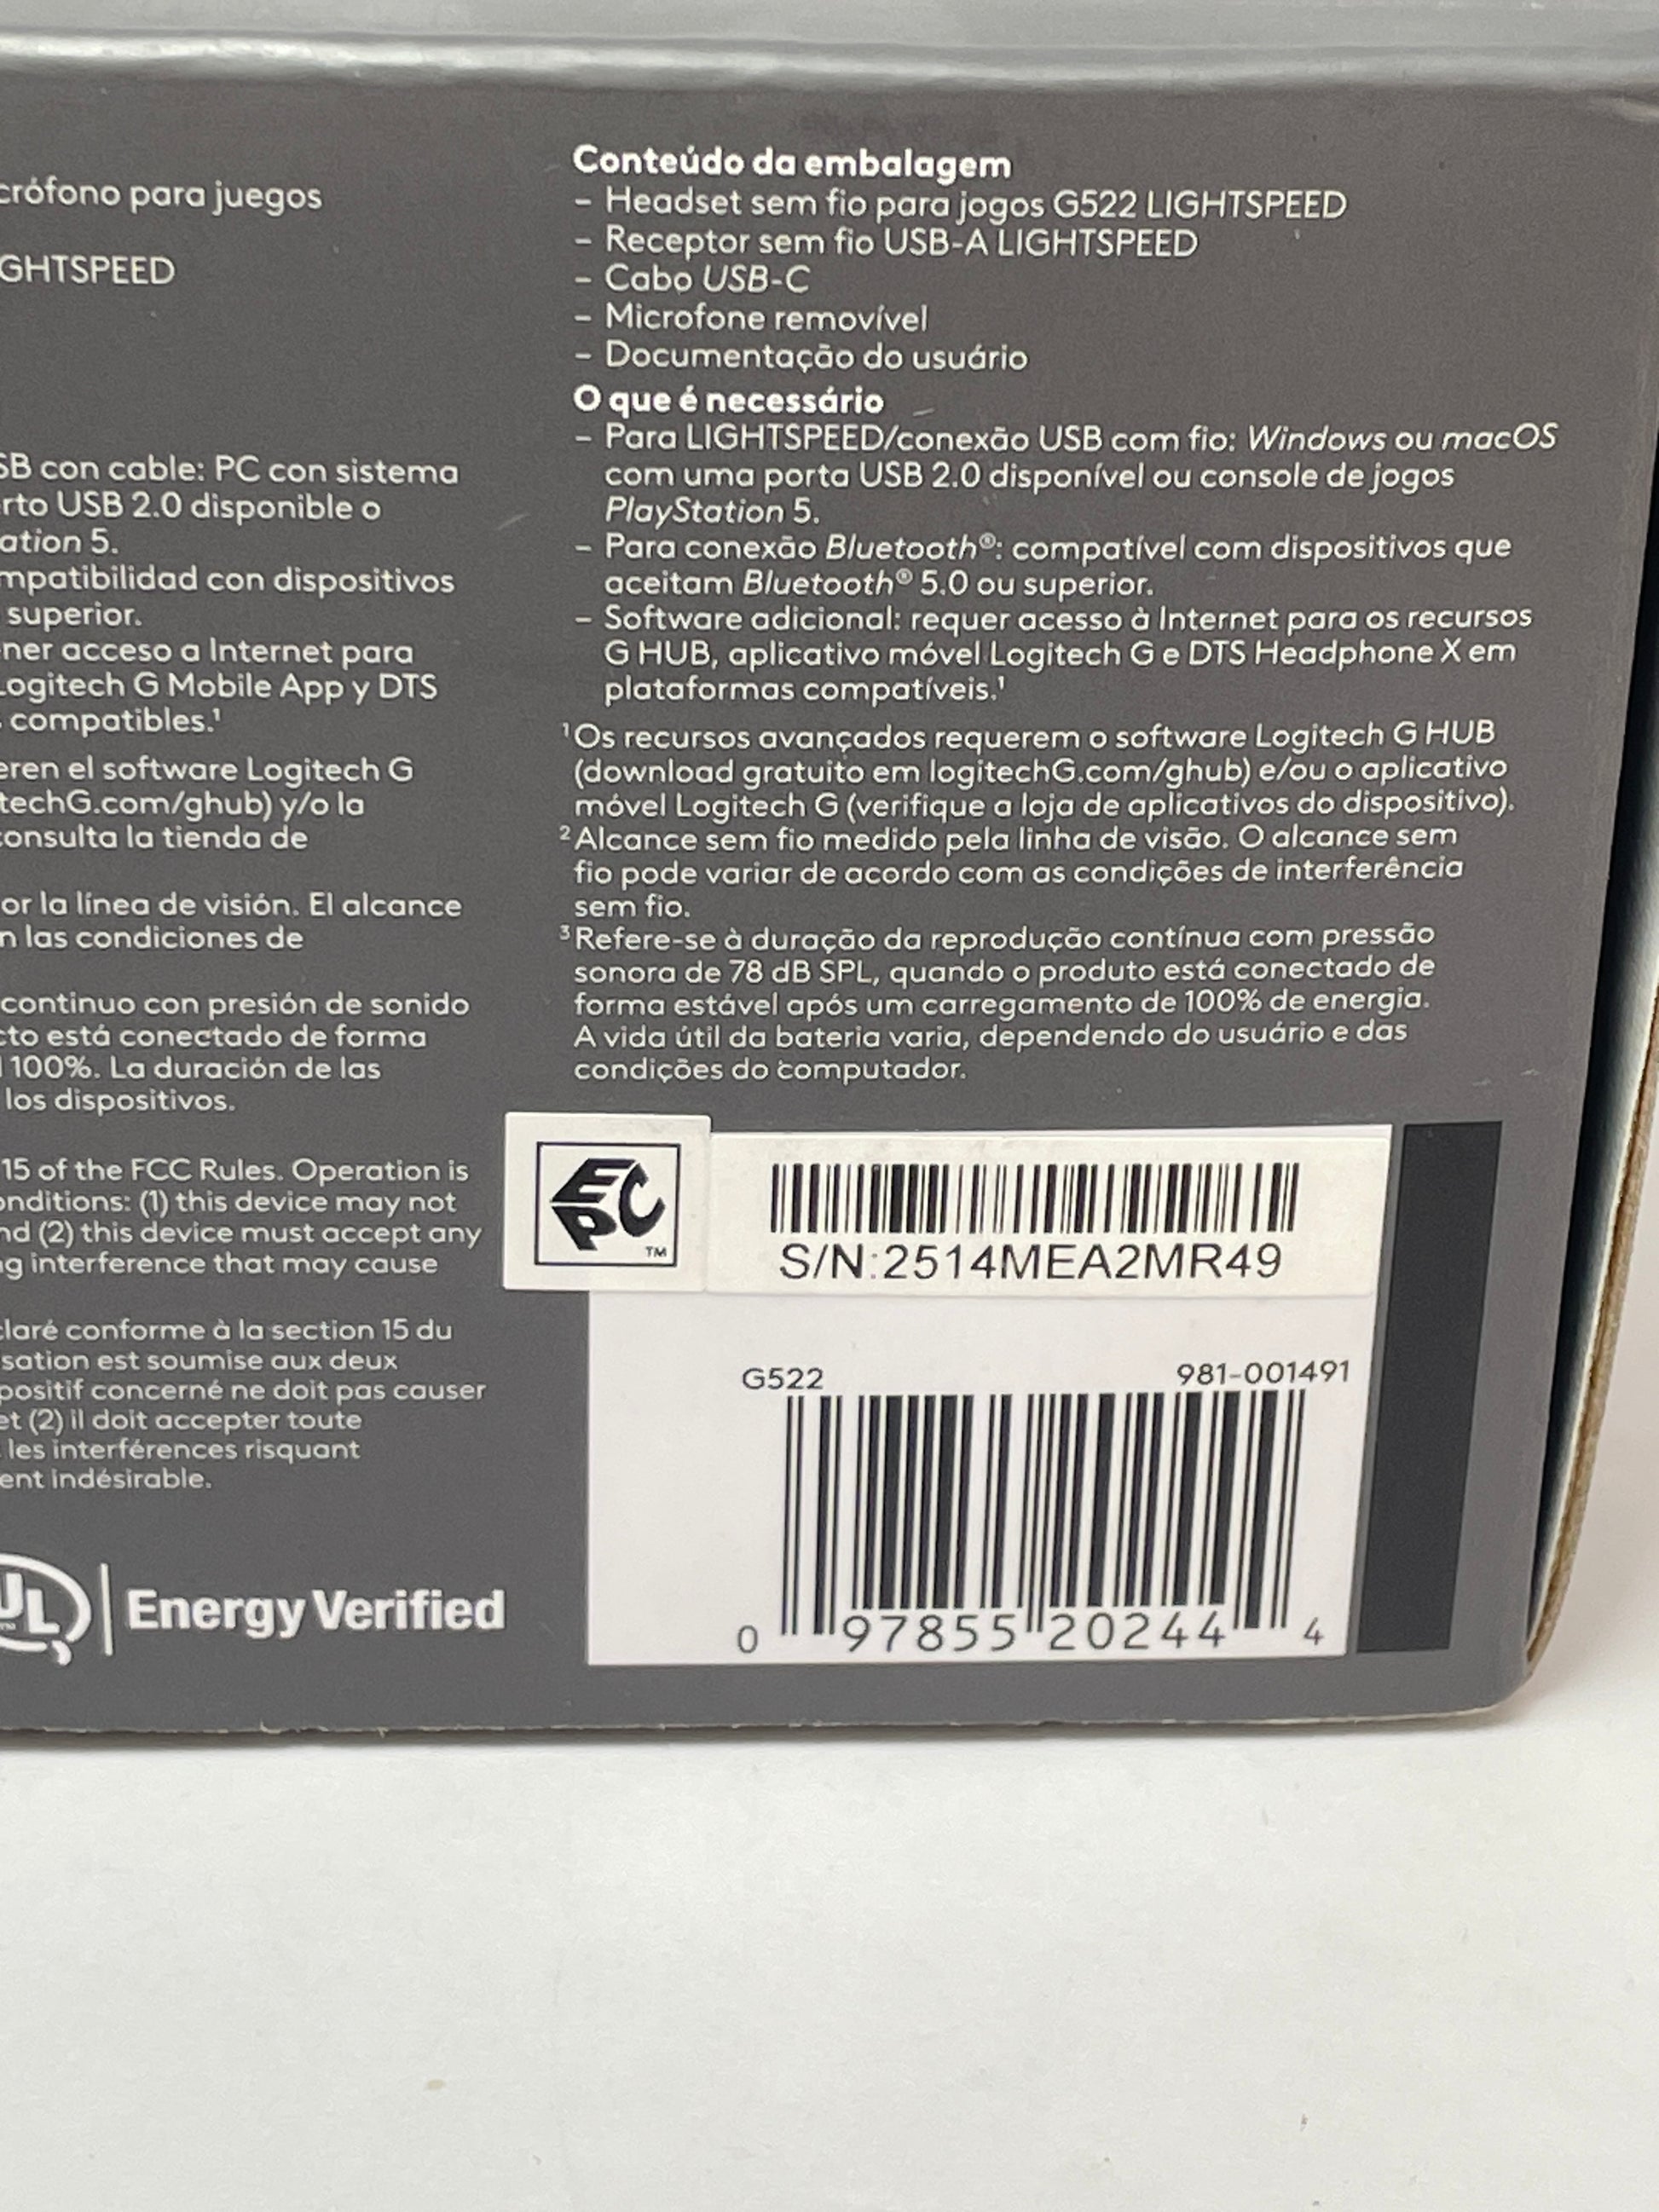 crófono para juegos
GHTSPEED
SB con cable: PC con sistema
rto USB 2.0 disponible o
ation 5.
mpatibilidad con dispositivos
superior.
ner acceso a Internet para
Logitech G Mobile App y DTS
compatibles.¹
eren el software Logitech G
techG.com/ghub) y/o la
consulta la tienda de
or la línea de visión. El alcance
n las condiciones de
continuo con presión de sonido
cto está conectado de forma
l 100%. La duración de las
los dispositivos.
15 of the FCC Rules. Operation is
onditions: (1) this device may not
nd (2) this device must accept any
ng interference that may cause
claré conforme à la section 15 du
sation est soumise aux deux
positif concerné ne doit pas causer
et (2) il doit accepter toute
les interférences risquant
ent indésirable.
UL Energy Verified
Conteúdo da embalagem
– Headset sem fio para jogos G522 LIGHTSPEED
– Receptor sem fio USB-A LIGHTSPEED
– Cabo USB-C
– Microfone removível
– Documentação do usuário
O que é necessário
– Para LIGHTSPEED/conexão USB com fio: Windows ou macOS
com uma porta USB 2.0 disponível ou console de jogos
PlayStation 5.
– Para conexão Bluetooth®: compatível com dispositivos que
aceitam Bluetooth® 5.0 ou superior.
– Software adicional: requer acesso à Internet para os recursos
G HUB, aplicativo móvel Logitech G e DTS Headphone X em
plataformas compatíveis.¹
¹ Os recursos avançados requerem o software Logitech G HUB
(download gratuito em logitechG.com/ghub) e/ou o aplicativo
móvel Logitech G (verifique a loja de aplicativos do dispositivo).
² Alcance sem fio medido pela linha de visão. O alcance sem
fio pode variar de acordo com as condições de interferência
sem fio.
³ Refere-se à duração da reprodução contínua com pressão
sonora de 78 dB SPL, quando o produto está conectado de
forma estável após um carregamento de 100% de energia.
A vida útil da bateria varia, dependendo do usuário e das
condições do computador.
EPC™
S/N:2514MEA2MR49
G522 981-001491
0 97855 20244 4